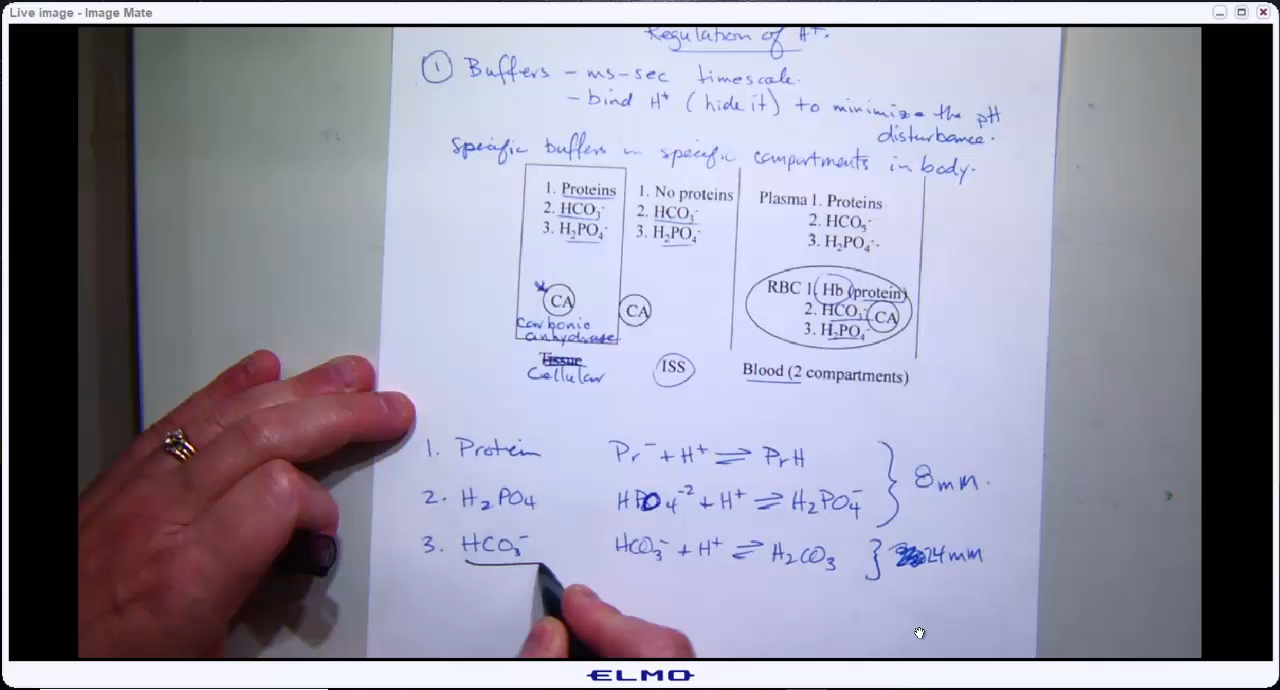 Live image - Image Mate
Regulation of H⁺.
① Buffers – ms-sec timescale.
– bind H⁺ (hide it) to minimize the pH
disturbance.
specific buffers in specific compartments in body.
1. Proteins
2. HCO₃⁻
3. H₂PO₄⁻
CA
Carbonic
anhydrase
Tissue
Cellular
1. No proteins
2. HCO₃⁻
3. H₂PO₄⁻
CA
ISS
Plasma 1. Proteins
2. HCO₃⁻
3. H₂PO₄⁻
RBC 1. Hb (protein)
2. HCO₃⁻ CA
3. H₂PO₄⁻
Blood (2 compartments)
1. Protein Pr⁻ + H⁺ ⇌ PrH
2. H₂PO₄ HPO₄⁻² + H⁺ ⇌ H₂PO₄⁻ } 8mM.
3. HCO₃⁻ HCO₃⁻ + H⁺ ⇌ H₂CO₃ } 24mM
ELMO